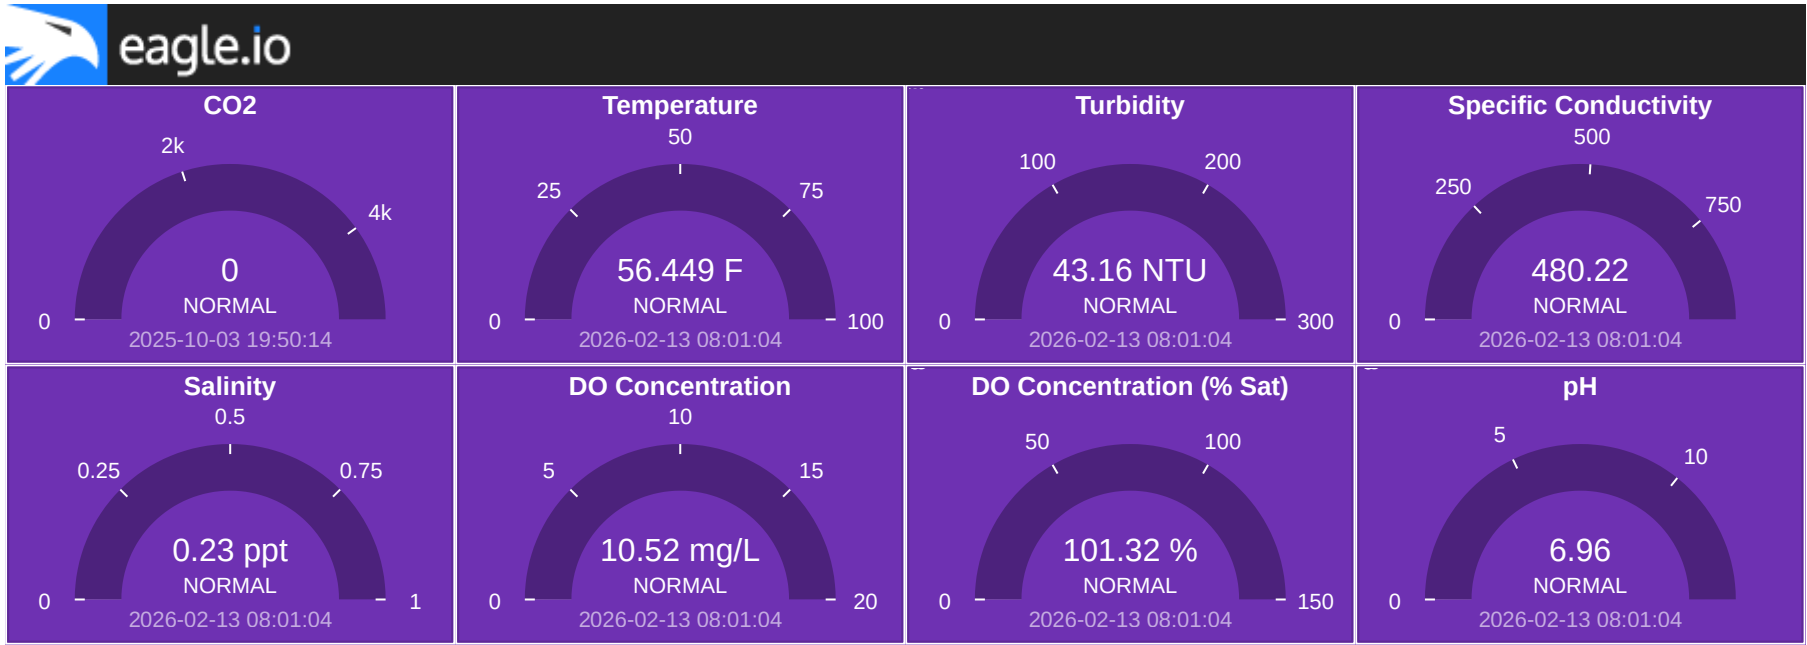 eagle.io
CO2
2k
4k
0
0
NORMAL
2025-10-03 19:50:14
Temperature
50
25
75
56.449 F
NORMAL
0
100
2026-02-13 08:01:04
Turbidity
100
200
43.16 NTU
NORMAL
0
300
2026-02-13 08:01:04
Specific Conductivity
500
250
750
480.22
NORMAL
0
2026-02-13 08:01:04
Salinity
0.5
0.25
0.75
0.23 ppt
NORMAL
0
1
2026-02-13 08:01:04
DO Concentration
10
5
15
10.52 mg/L
NORMAL
0
20
2026-02-13 08:01:04
DO Concentration (% Sat)
50
100
101.32 %
NORMAL
0
150
2026-02-13 08:01:04
pH
5
10
6.96
NORMAL
0
2026-02-13 08:01:04